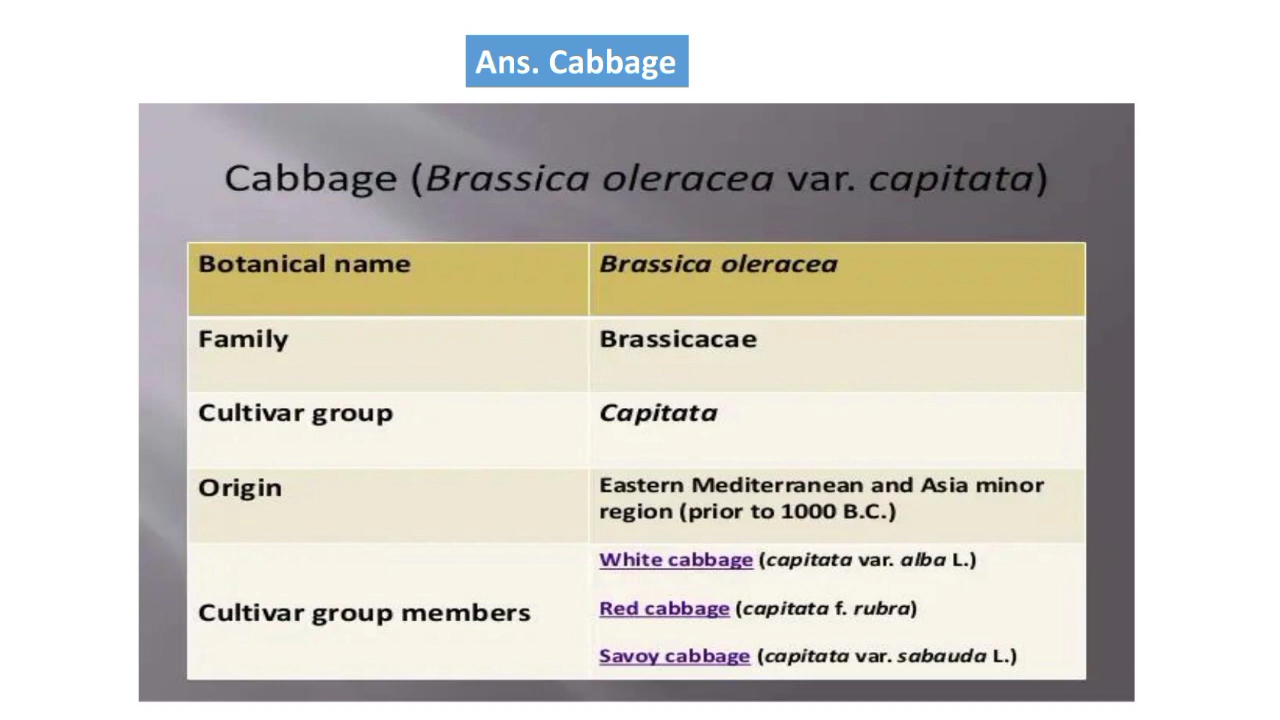 Ans. Cabbage
Cabbage (Brassica oleracea var. capitata)
Botanical name
Brassica oleracea
Family
Brassicacae
Cultivar group
Capitata
Origin
Eastern Mediterranean and Asia minor
region (prior to 1000 B.C.)
Cultivar group members
White cabbage (capitata var. alba L.)
Red cabbage (capitata f. rubra)
Savoy cabbage (capitata var. sabauda L.)